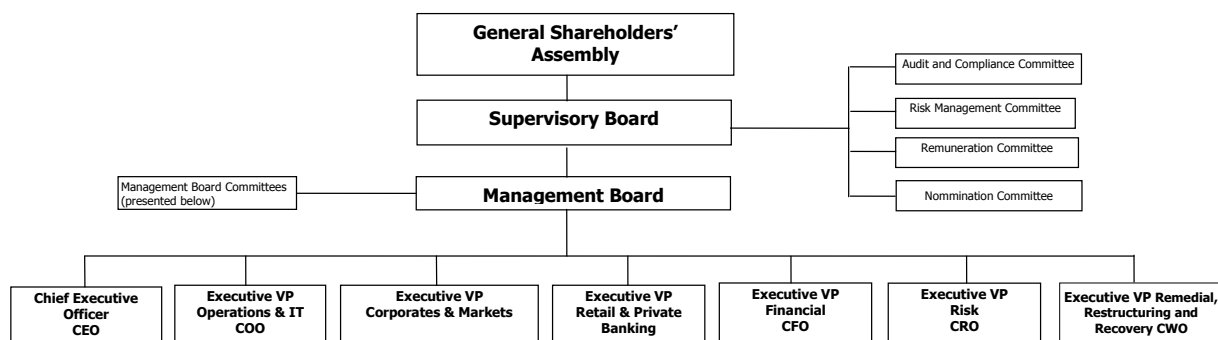 General Shareholders'
Assembly
Audit and Compliance Committee
Risk Management Committee
Supervisory Board
Remuneration Committee
Management Board Committees
(presented below)
Management Board
Nommination Committee
Chief Executive
Officer
CEO
Executive VP
Operations & IT
COO
Executive VP
Corporates & Markets
Executive VP
Retail & Private
Banking
Executive VP
Financial
CFO
Executive VP
Risk
CRO
Executive VP Remedial,
Restructuring and
Recovery CWO